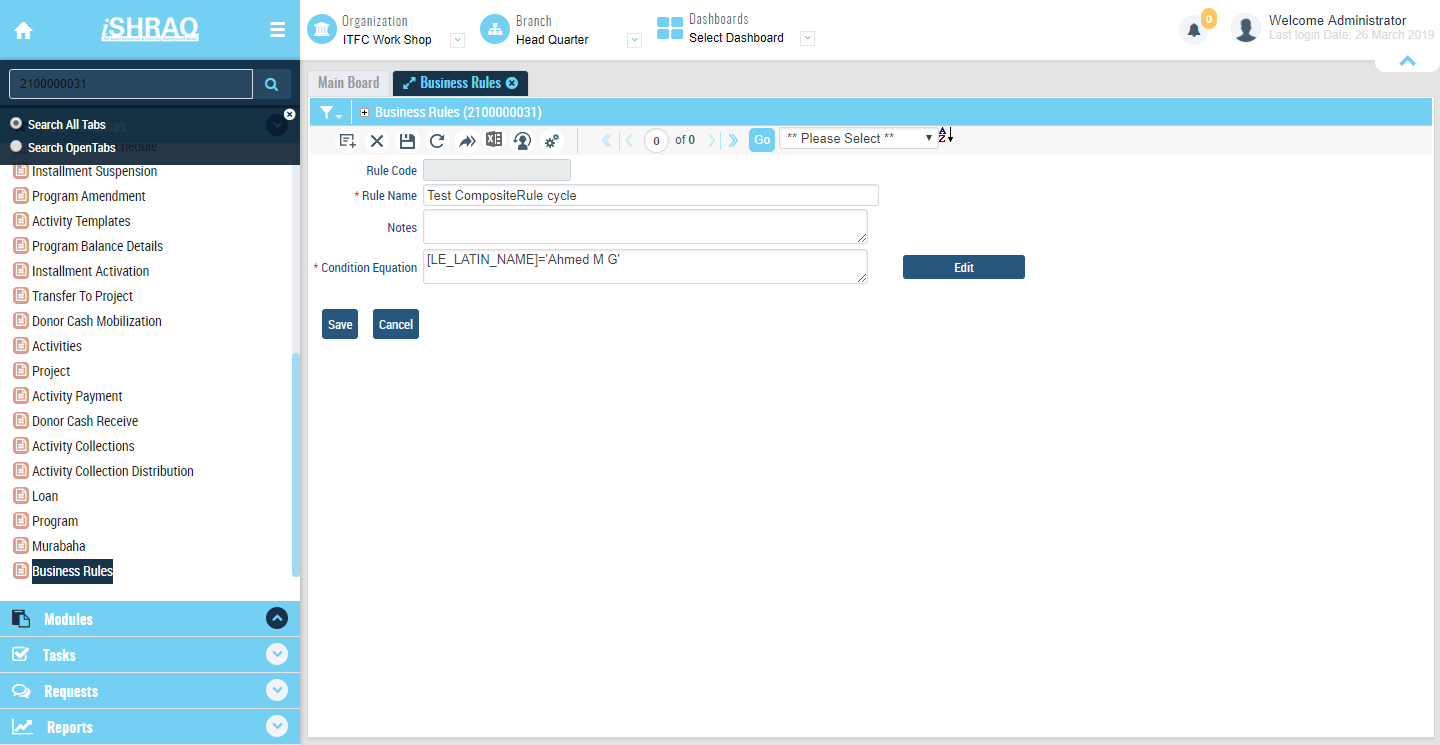 iSHRAQ
Organization
ITFC Work Shop
Branch
Head Quarter
Dashboards
Select Dashboard
0
Welcome Administrator
Last login Date: 26 March 2019
2100000031
Search All Tabs
Search OpenTabs
Installment Suspension
Program Amendment
Activity Templates
Program Balance Details
Installment Activation
Transfer To Project
Donor Cash Mobilization
Activities
Project
Activity Payment
Donor Cash Receive
Activity Collections
Activity Collection Distribution
Loan
Program
Murabaha
Business Rules
Modules
Tasks
Requests
Reports
Main Board
Business Rules
Business Rules (2100000031)
0 of 0 Go ** Please Select **
Rule Code
* Rule Name Test CompositeRule cycle
Notes
* Condition Equation [LE_LATIN_NAME]='Ahmed M G' Edit
Save Cancel